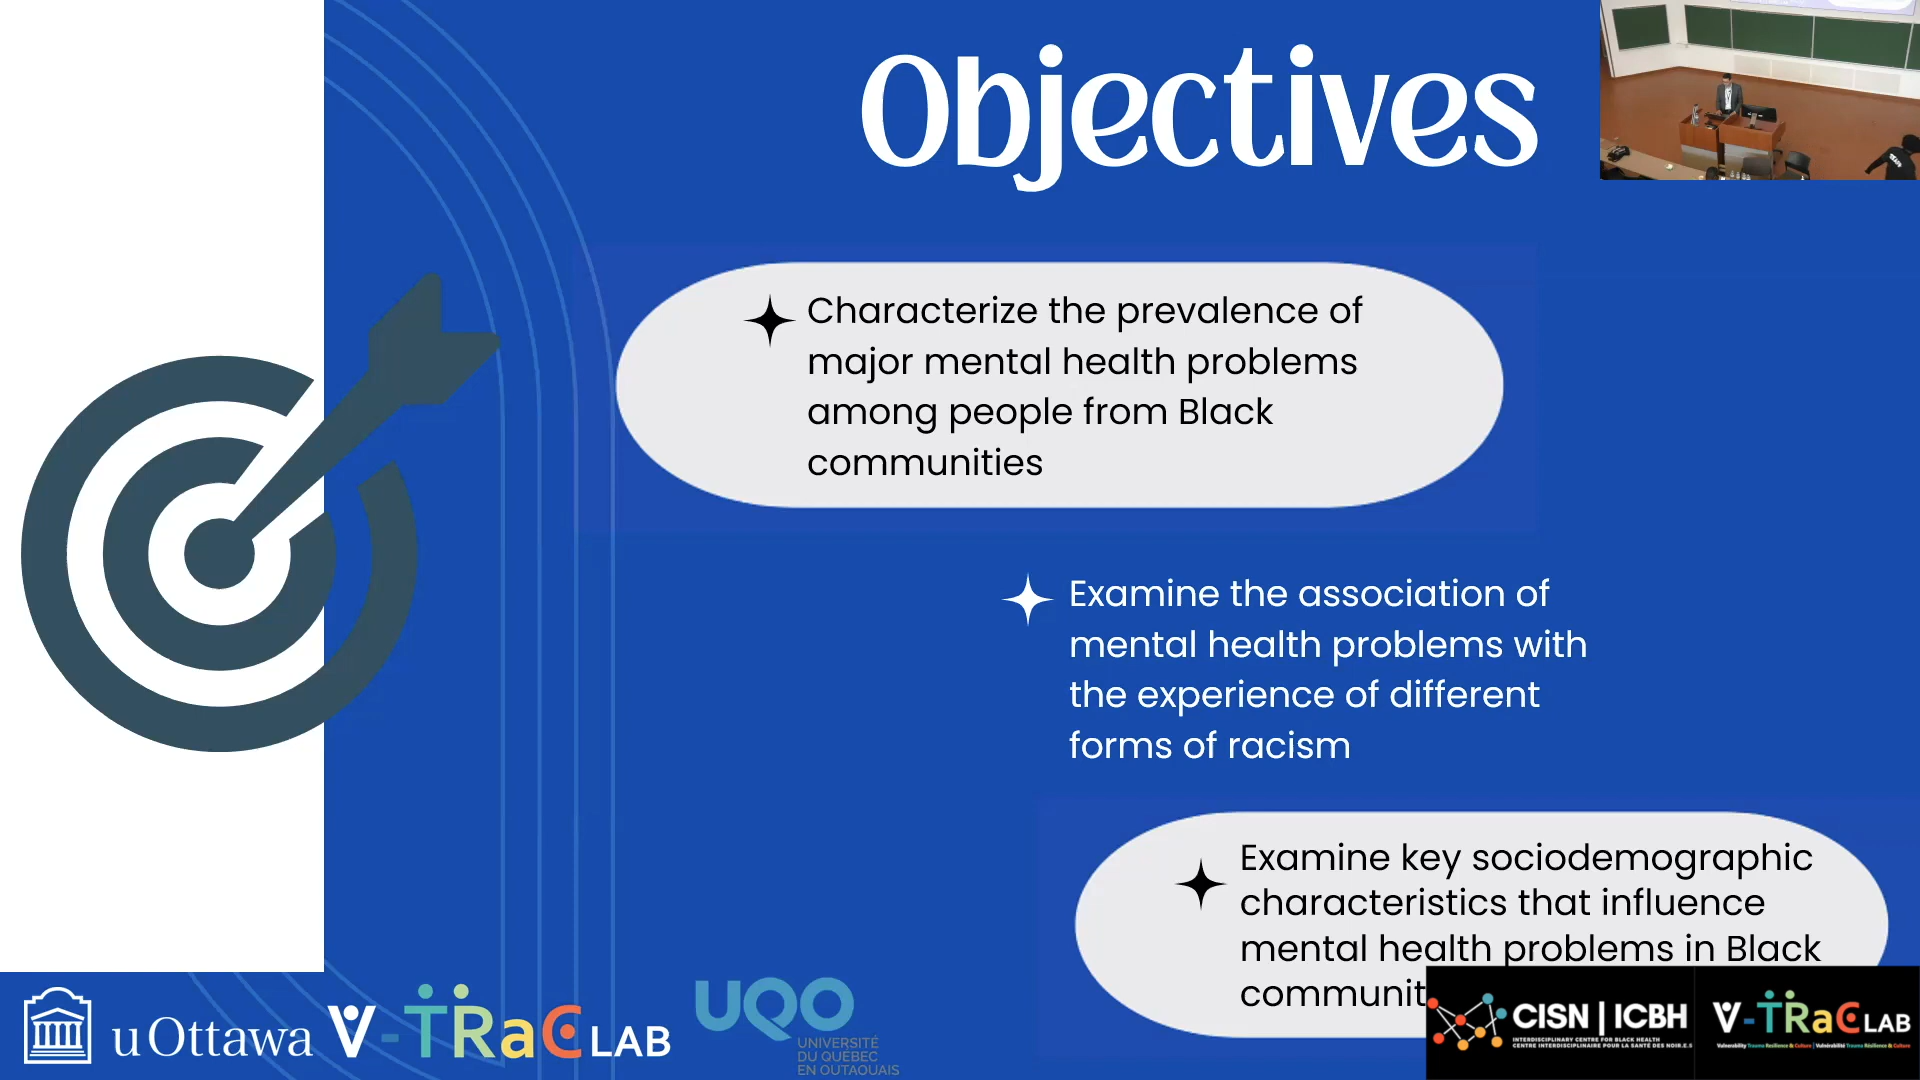 Objectives
Characterize the prevalence of
major mental health problems
among people from Black
communities
Examine the association of
mental health problems with
the experience of different
forms of racism
Examine key sociodemographic
characteristics that influence
mental health problems in Black
communit
uOttawa
V-TRaC LAB
UQO
UNIVERSITÉ
DU QUÉBEC
EN OUTAOUAIS
CISN | ICBH
INTERDISCIPLINARY CENTRE FOR BLACK HEALTH
CENTRE INTERDISCIPLINAIRE POUR LA SANTÉ DES NOIR.E.S
V-TRaC LAB
Vulnerability Trauma Resilience & Culture | Vulnérabilité Trauma Résilience & Culture